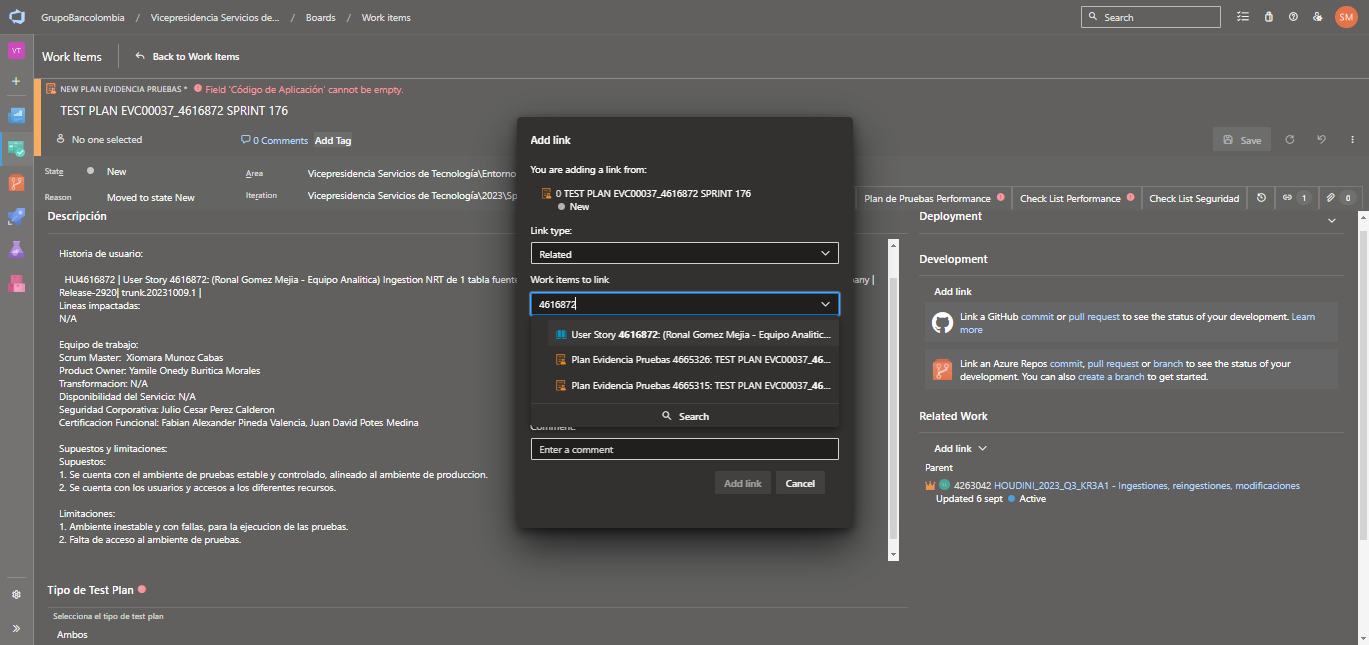 GrupoBancolombia / Vicepresidencia Servicios de... / Boards / Work items
Search
SM
VT
Work Items
Back to Work Items
NEW PLAN EVIDENCIA PRUEBAS * Field 'Código de Aplicación' cannot be empty.
TEST PLAN EVC00037_4616872 SPRINT 176
No one selected
0 Comments
Add Tag
Save
State
New
Area
Vicepresidencia Servicios de Tecnología\Entorno
Reason
Moved to state New
Iteration
Vicepresidencia Servicios de Tecnología\2023\Sp
Plan de Pruebas Performance
Check List Performance
Check List Seguridad
1
0
Descripción
Historia de usuario:
HU4616872 | User Story 4616872: (Ronal Gomez Mejia - Equipo Analitica) Ingestion NRT de 1 tabla fuente
any |
Release-2920| trunk.20231009.1 |
Lineas impactadas:
N/A
Equipo de trabajo:
Scrum Master: Xiomara Munoz Cabas
Product Owner: Yamile Onedy Buritica Morales
Transformacion: N/A
Disponibilidad del Servicio: N/A
Seguridad Corporativa: Julio Cesar Perez Calderon
Certificacion Funcional: Fabian Alexander Pineda Valencia, Juan David Potes Medina
Supuestos y limitaciones:
Supuestos:
1. Se cuenta con el ambiente de pruebas estable y controlado, alineado al ambiente de produccion.
2. Se cuenta con los usuarios y accesos a los diferentes recursos.
Limitaciones:
1. Ambiente inestable y con fallas, para la ejecucion de las pruebas.
2. Falta de acceso al ambiente de pruebas.
Tipo de Test Plan
Selecciona el tipo de test plan
Ambos
Add link
You are adding a link from:
0 TEST PLAN EVC00037_4616872 SPRINT 176
New
Link type:
Related
Work items to link
4616872
User Story 4616872: (Ronal Gomez Mejia - Equipo Analitic...
Plan Evidencia Pruebas 4665326: TEST PLAN EVC00037_46...
Plan Evidencia Pruebas 4665315: TEST PLAN EVC00037_46...
Search
Comment:
Enter a comment
Add link
Cancel
Deployment
Development
Add link
Link a GitHub commit or pull request to see the status of your development. Learn
more
Link an Azure Repos commit, pull request or branch to see the status of your
development. You can also create a branch to get started.
Related Work
Add link
Parent
4263042 HOUDINI_2023_Q3_KR3A1 - Ingestiones, reingestiones, modificaciones
Updated 6 sept Active